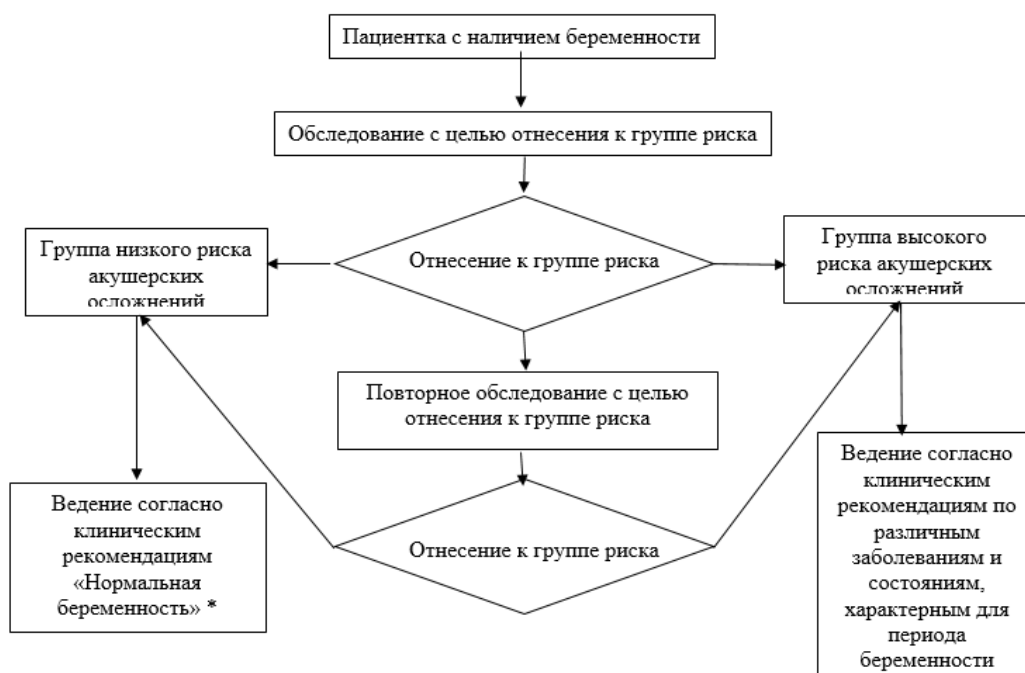 Пациентка с наличием беременности
Обследование с целью отнесения к группе риска
Отнесение к группе риска
Группа низкого риска
акушерских
осложнений
Группа высокого
риска акушерских
осложнений
Повторное обследование с целью
отнесения к группе риска
Отнесение к группе риска
Ведение согласно
клиническим
рекомендациям
«Нормальная
беременность» *
Ведение согласно
клиническим
рекомендациям по
различным
заболеваниям и
состояниям,
характерным для
периода
беременности